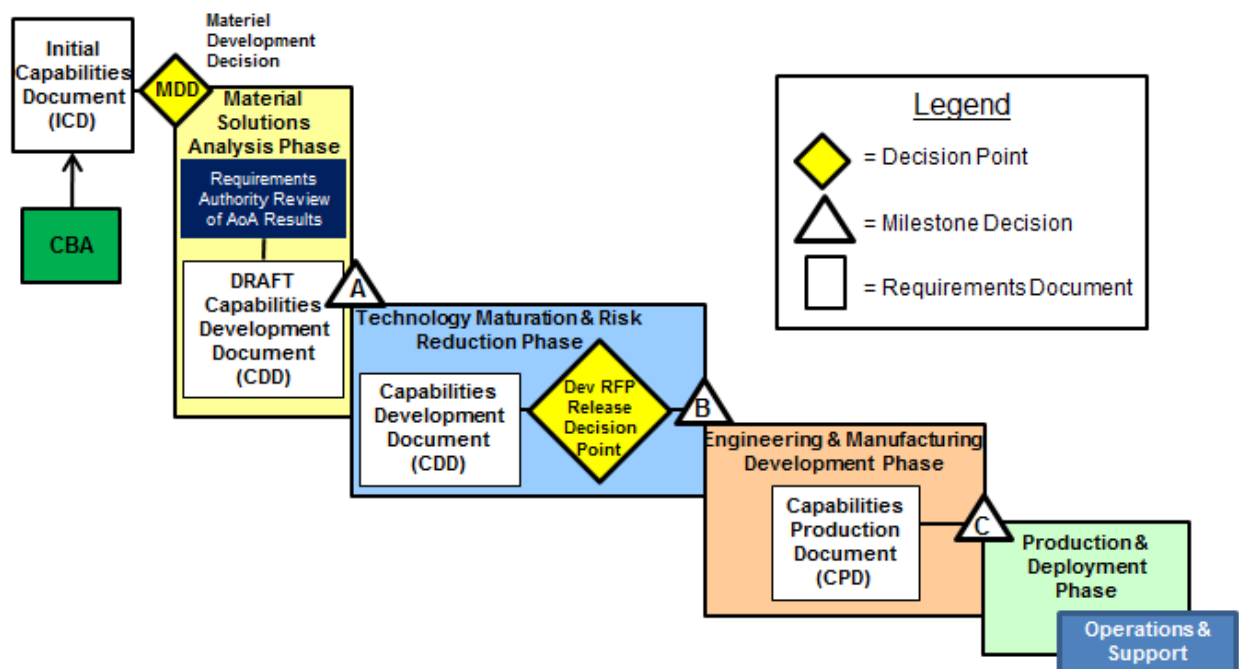 Initial
Capabilities
Document
(ICD)
CBA
Materiel
Development
Decision
MDD
Material
Solutions
Analysis Phase
Requirements
Authority Review
of AoA Results
DRAFT
Capabilities
Development
Document
(CDD)
A
Technology Maturation & Risk
Reduction Phase
Capabilities
Development
Document
(CDD)
Dev RFP
Release
Decision
Point
B
Engineering & Manufacturing
Development Phase
Capabilities
Production
Document
(CPD)
C
Production &
Deployment
Phase
Operations &
Support
Legend
= Decision Point
= Milestone Decision
= Requirements Document